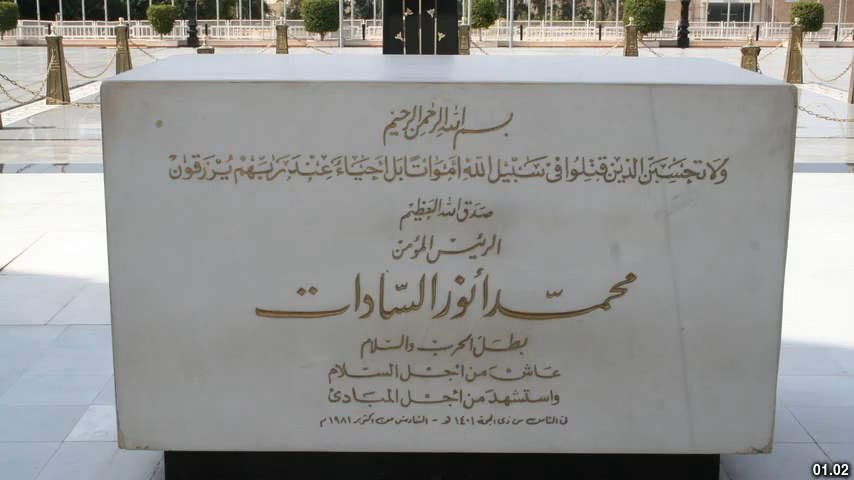 بسم الله الرحمن الرحيم
ولا تحسبن الذين قتلوا في سبيل الله أمواتا بل أحياء عند ربهم يرزقون
صدق الله العظيم
الرئيس المؤمن
محمد أنور السادات
بطل الحرب والسلام
عاش من أجل السلام
واستشهد من أجل المبادئ
في الثامن من ذي الحجة ١٤٠١ هـ - السادس من أكتوبر ١٩٨١ م
01.02